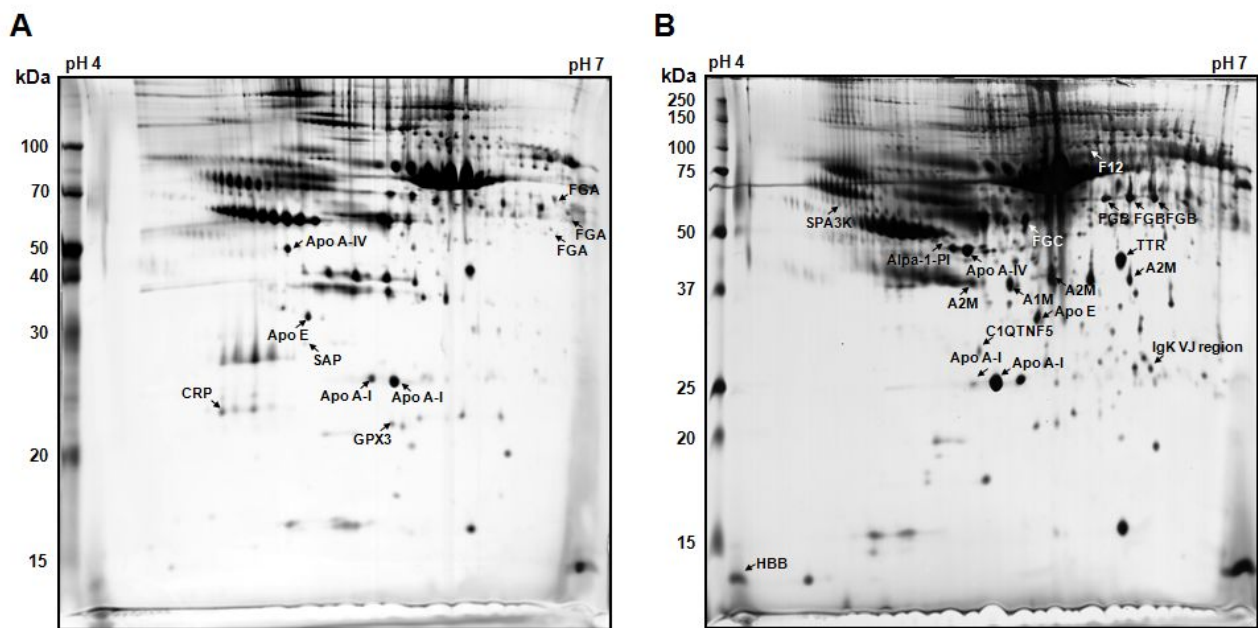 A
B
pH 4
pH 7
kDa
100
70
50
40
30
20
15
FGA
FGA
FGA
Apo A-IV
Apo E
SAP
CRP
Apo A-I
Apo A-I
GPX3
pH 4
pH 7
kDa
250
150
100
75
50
37
25
20
15
F12
SPA3K
FGB
FGB
FGB
FGC
Alpa-1-PI
Apo A-IV
TTR
A2M
A2M
A1M
A2M
Apo E
C1QTNF5
Apo A-I
Apo A-I
IgK VJ region
HBB